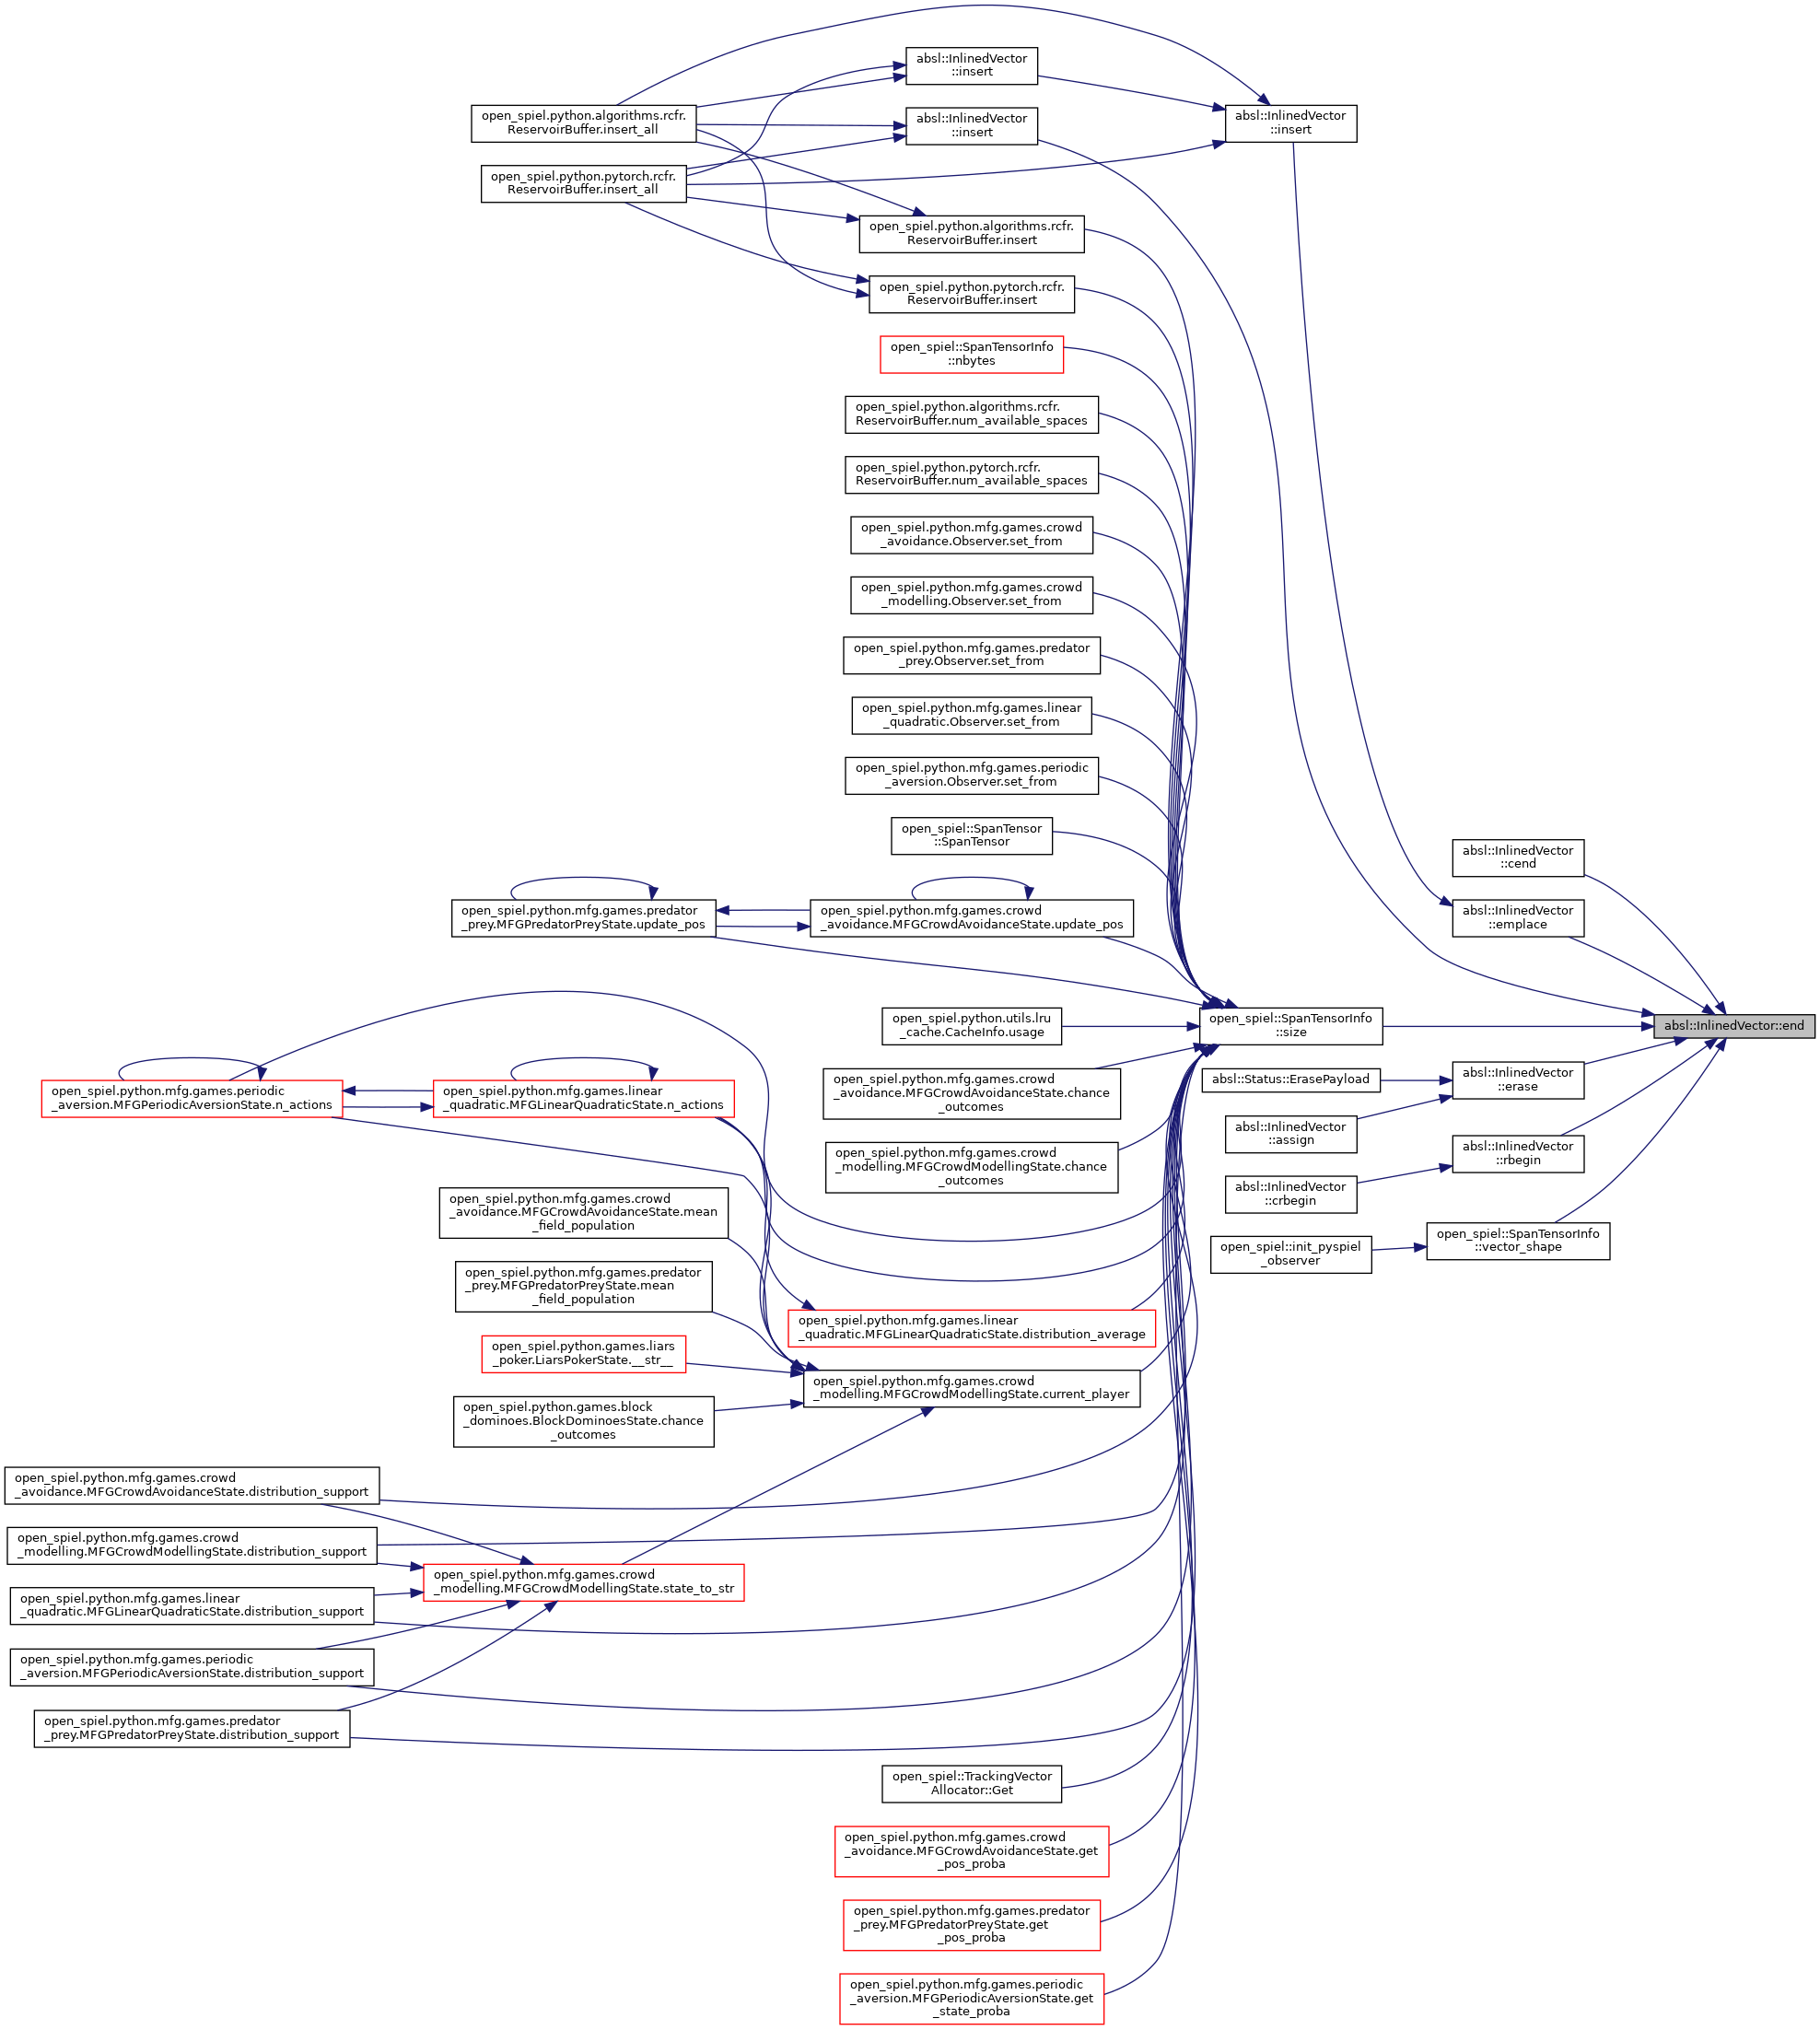 absl::InlinedVector
::insert
open_spiel.python.algorithms.rcfr.
ReservoirBuffer.insert_all
absl::InlinedVector
::insert
absl::InlinedVector
::insert
open_spiel.python.pytorch.rcfr.
ReservoirBuffer.insert_all
open_spiel.python.algorithms.rcfr.
ReservoirBuffer.insert
open_spiel.python.pytorch.rcfr.
ReservoirBuffer.insert
open_spiel::SpanTensorInfo
::nbytes
open_spiel.python.algorithms.rcfr.
ReservoirBuffer.num_available_spaces
open_spiel.python.pytorch.rcfr.
ReservoirBuffer.num_available_spaces
open_spiel.python.mfg.games.crowd
_avoidance.Observer.set_from
open_spiel.python.mfg.games.crowd
_modelling.Observer.set_from
open_spiel.python.mfg.games.predator
_prey.Observer.set_from
open_spiel.python.mfg.games.linear
_quadratic.Observer.set_from
open_spiel.python.mfg.games.periodic
_aversion.Observer.set_from
open_spiel::SpanTensor
::SpanTensor
absl::InlinedVector
::cend
open_spiel.python.mfg.games.predator
_prey.MFGPredatorPreyState.update_pos
open_spiel.python.mfg.games.crowd
_avoidance.MFGCrowdAvoidanceState.update_pos
absl::InlinedVector
::emplace
open_spiel.python.utils.lru
_cache.CacheInfo.usage
open_spiel::SpanTensorInfo
::size
absl::InlinedVector::end
open_spiel.python.mfg.games.periodic
_aversion.MFGPeriodicAversionState.n_actions
open_spiel.python.mfg.games.linear
_quadratic.MFGLinearQuadraticState.n_actions
open_spiel.python.mfg.games.crowd
_avoidance.MFGCrowdAvoidanceState.chance
_outcomes
absl::Status::ErasePayload
absl::InlinedVector
::erase
absl::InlinedVector
::assign
open_spiel.python.mfg.games.crowd
_modelling.MFGCrowdModellingState.chance
_outcomes
absl::InlinedVector
::rbegin
absl::InlinedVector
::crbegin
open_spiel.python.mfg.games.crowd
_avoidance.MFGCrowdAvoidanceState.mean
_field_population
open_spiel::init_pyspiel
_observer
open_spiel::SpanTensorInfo
::vector_shape
open_spiel.python.mfg.games.predator
_prey.MFGPredatorPreyState.mean
_field_population
open_spiel.python.mfg.games.linear
_quadratic.MFGLinearQuadraticState.distribution_average
open_spiel.python.games.liars
_poker.LiarsPokerState.__str__
open_spiel.python.mfg.games.crowd
_modelling.MFGCrowdModellingState.current_player
open_spiel.python.games.block
_dominoes.BlockDominoesState.chance
_outcomes
open_spiel.python.mfg.games.crowd
_avoidance.MFGCrowdAvoidanceState.distribution_support
open_spiel.python.mfg.games.crowd
_modelling.MFGCrowdModellingState.distribution_support
open_spiel.python.mfg.games.crowd
_modelling.MFGCrowdModellingState.state_to_str
open_spiel.python.mfg.games.linear
_quadratic.MFGLinearQuadraticState.distribution_support
open_spiel.python.mfg.games.periodic
_aversion.MFGPeriodicAversionState.distribution_support
open_spiel.python.mfg.games.predator
_prey.MFGPredatorPreyState.distribution_support
open_spiel::TrackingVector
Allocator::Get
open_spiel.python.mfg.games.crowd
_avoidance.MFGCrowdAvoidanceState.get
_pos_proba
open_spiel.python.mfg.games.predator
_prey.MFGPredatorPreyState.get
_pos_proba
open_spiel.python.mfg.games.periodic
_aversion.MFGPeriodicAversionState.get
_state_proba